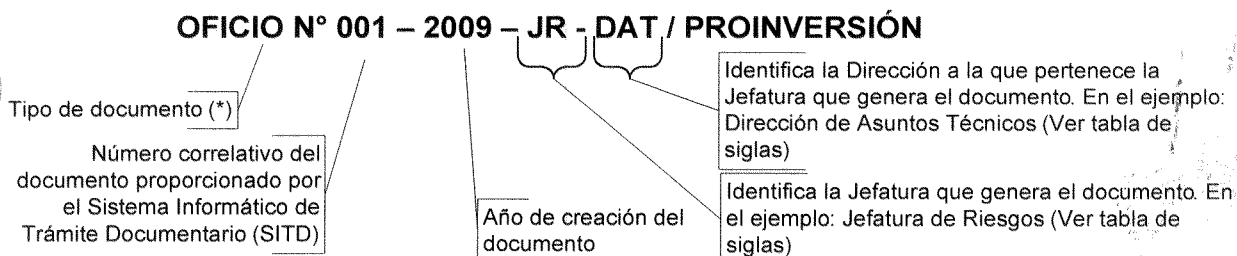 OFICIO N° 001 – 2009 – JR - DAT / PROINVERSIÓN
Tipo de documento (*)
Número correlativo del
documento proporcionado por
el Sistema Informático de
Trámite Documentario (SITD)
Año de creación del
documento
Identifica la Dirección a la que pertenece la
Jefatura que genera el documento. En el ejemplo:
Dirección de Asuntos Técnicos (Ver tabla de
siglas)
Identifica la Jefatura que genera el documento. En
el ejemplo: Jefatura de Riesgos (Ver tabla de
siglas)